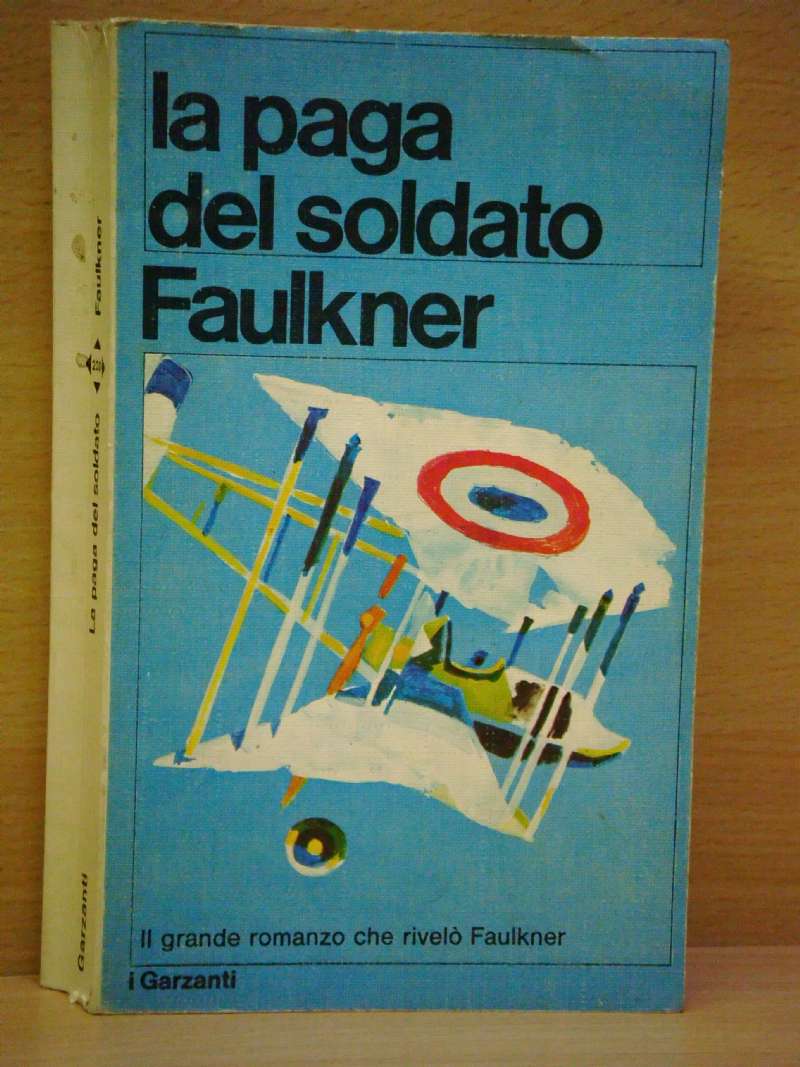 la paga
del soldato
Faulkner
Il grande romanzo che rivelò Faulkner
i Garzanti
Garzanti
La paga del soldato
Faulkner